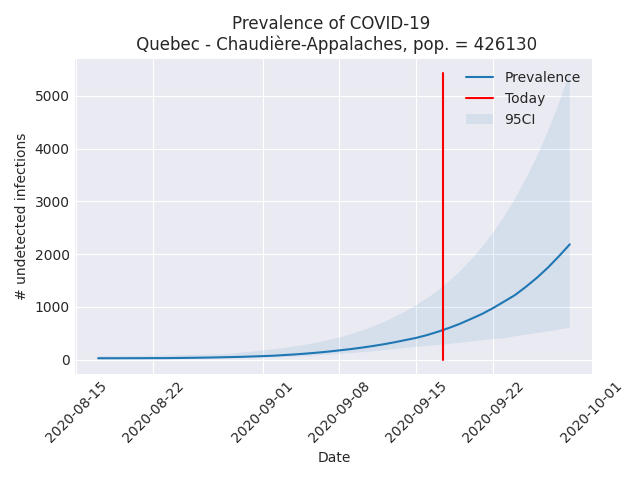 Prevalence of COVID-19
Quebec - Chaudière-Appalaches, pop. = 426130
Prevalence
Today
95CI
5000
4000
3000
2000
1000
0
# undetected infections
2020-08-15
2020-08-22
2020-09-01
2020-09-08
2020-09-15
2020-09-22
2020-10-01
Date